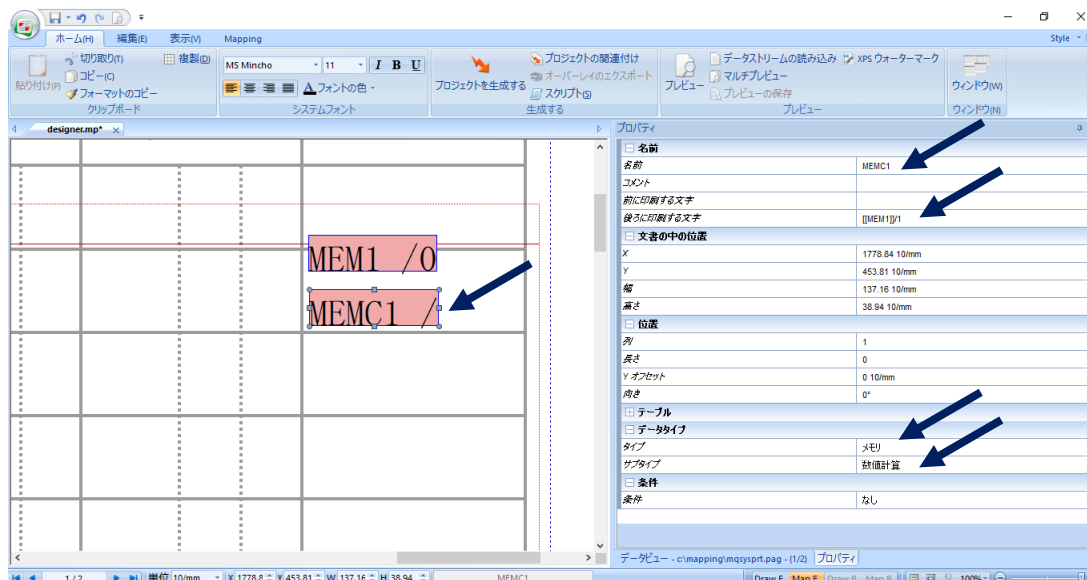 ホーム(H) 編集(E) 表示(V) Mapping Style
貼り付け(P)
切り取り(T)
コピー(C)
フォーマットのコピー
複製(D)
クリップボード
MS Mincho 11 I B U
フォントの色
システムフォント
プロジェクトを生成する
プロジェクトの関連付け
オーバーレイのエクスポート
スクリプト(S)
生成する
プレビュー
データストリームの読み込み XPS ウォーターマーク
マルチプレビュー
プレビューの保存
プレビュー
ウィンドウ(W)
ウィンドウ(N)
designer.mp*
MEM1 /0
MEMC1 /
プロパティ
名前
名前 MEMC1
コメント
前に印刷する文字
後ろに印刷する文字 [[MEM1]]/1
文書の中の位置
X 1778.84 10/mm
Y 453.81 10/mm
幅 137.16 10/mm
高さ 38.94 10/mm
位置
列 1
長さ 0
Y オフセット 0 10/mm
向き 0°
テーブル
データタイプ
タイプ メモリ
サブタイプ 数値計算
条件
条件 なし
データビュー - c:\mapping\mqsysprt.pag - (1/2) プロパティ
1 / 2 単位 10/mm X 1778.8 Y 453.81 W 137.16 H 38.94 MEMC1 Draw F Map F Draw B Map B 100%